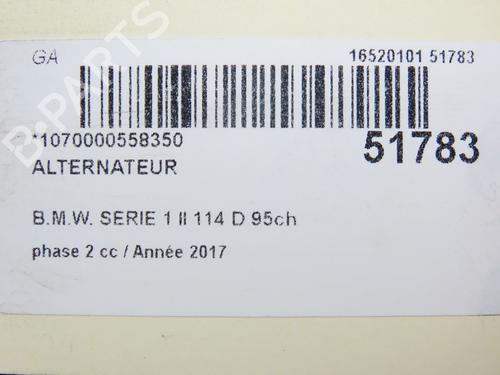 GA 16520101 51783
*1070000558350 51783
ALTERNATEUR
B.M.W. SERIE 1 II 114 D 95ch
phase 2 cc / Année 2017
B-PARTS